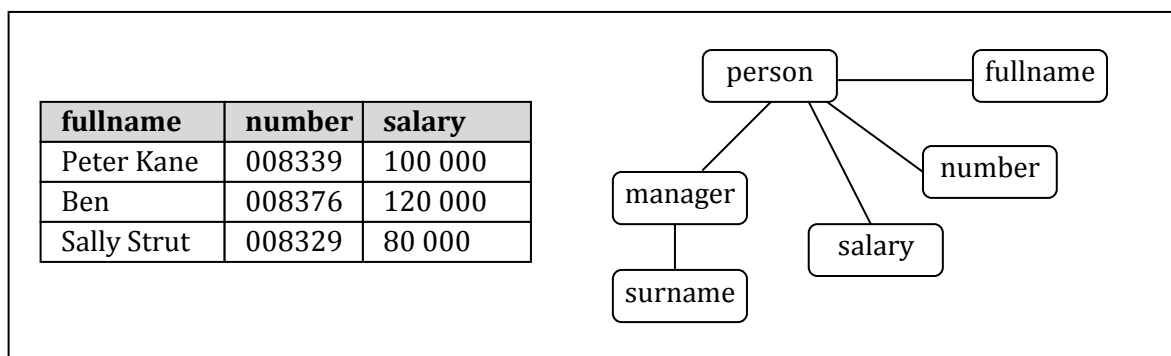 fullname number salary
Peter Kane 008339 100 000
Ben 008376 120 000
Sally Strut 008329 80 000
person
fullname
number
manager
salary
surname